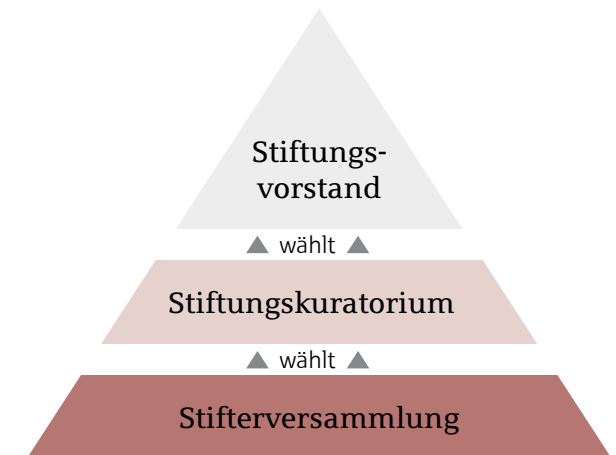 Stiftungs-
vorstand
wählt
Stiftungskuratorium
wählt
Stifterversammlung